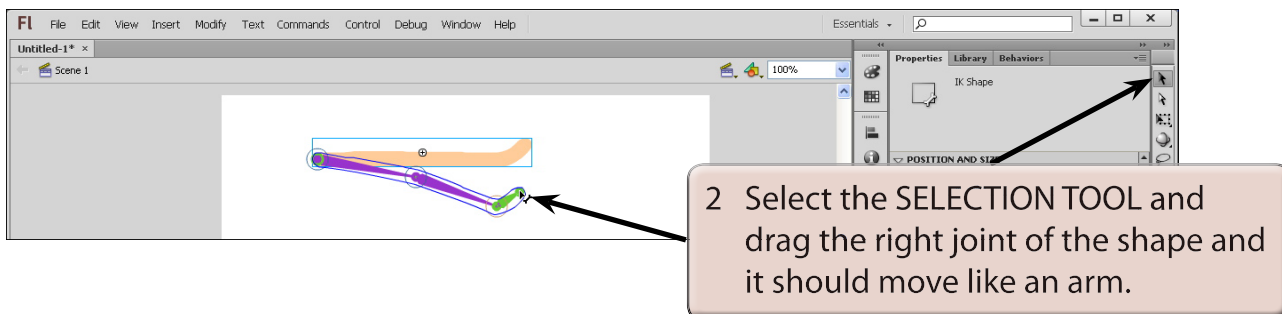 Fl File Edit View Insert Modify Text Commands Control Debug Window Help Essentials
Untitled-1* ×
Scene 1 100%
Properties Library Behaviors
IK Shape
POSITION AND SIZE
2 Select the SELECTION TOOL and
drag the right joint of the shape and
it should move like an arm.